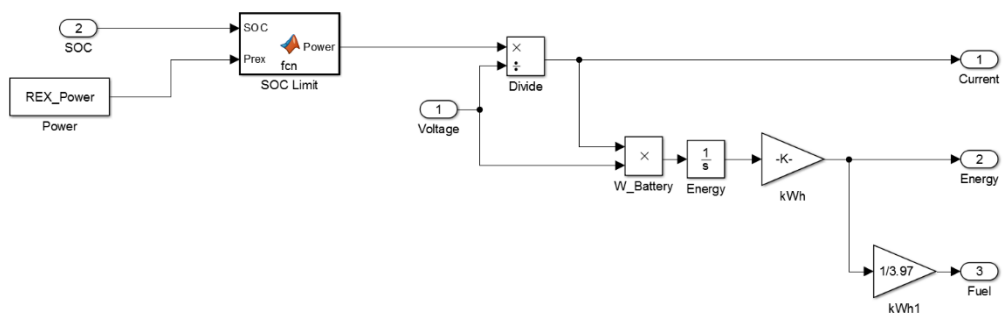 2
SOC
REX_Power
Power
SOC
Prex
fcn
Power
SOC Limit
×
÷
Divide
1
Voltage
×
W_Battery
1
s
Energy
-K-
kWh
1/3.97
kWh1
1
Current
2
Energy
3
Fuel